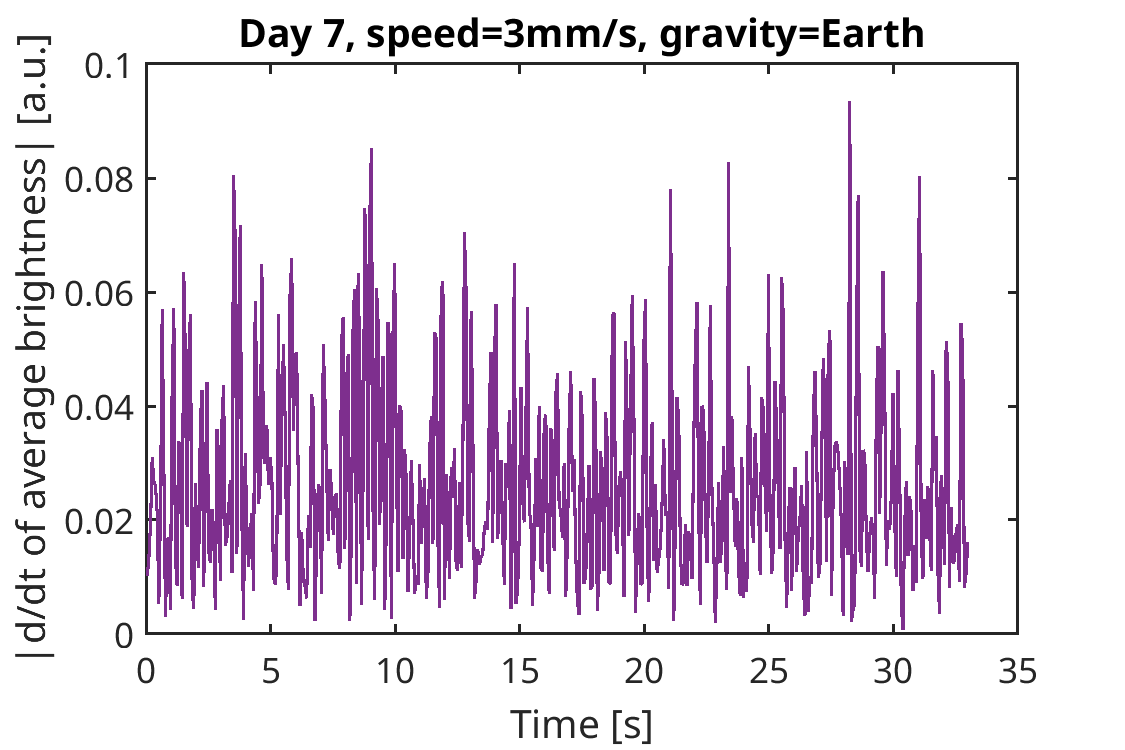 Day 7, speed=3mm/s, gravity=Earth
|d/dt of average brightness| [a.u.]
0.1
0.08
0.06
0.04
0.02
0
0 5 10 15 20 25 30 35
Time [s]